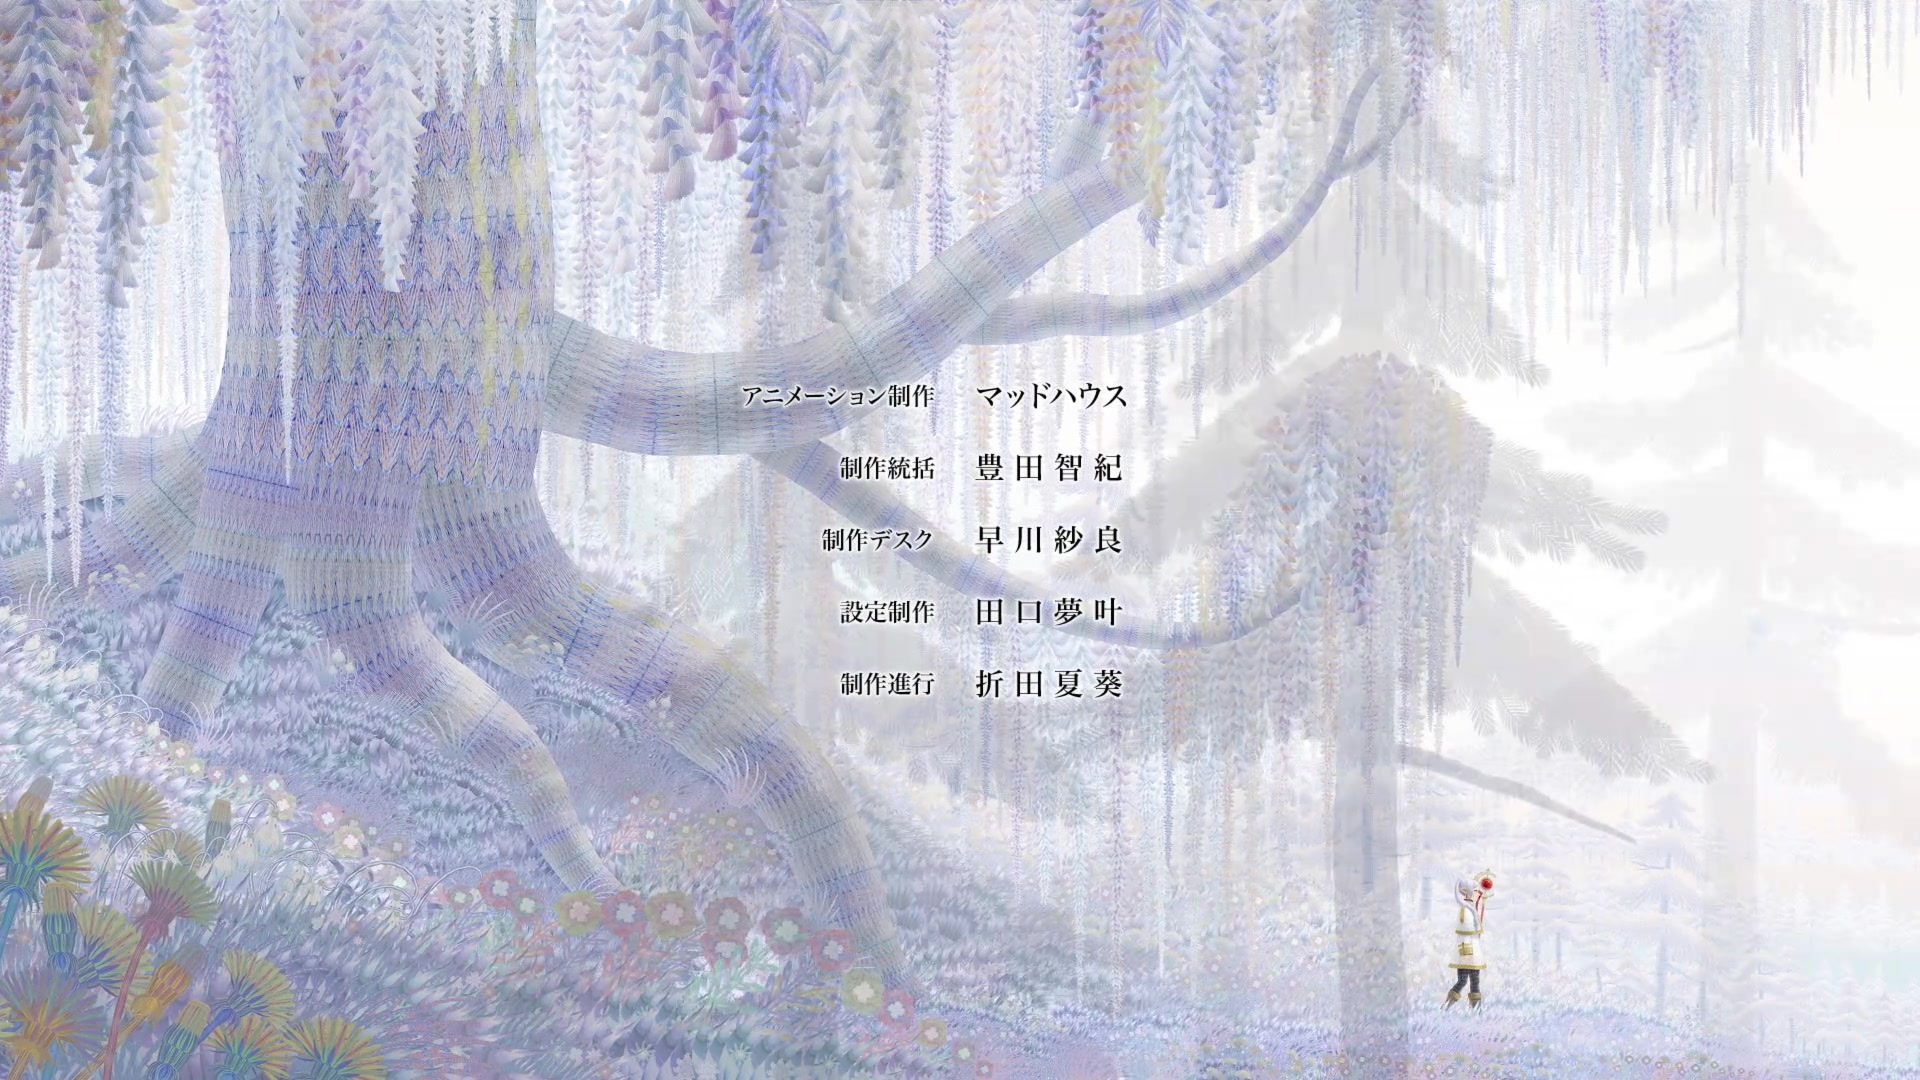 アニメーション制作 マッドハウス
制作統括 豊田智紀
制作デスク 早川紗良
設定制作 田口夢叶
制作進行 折田夏葵